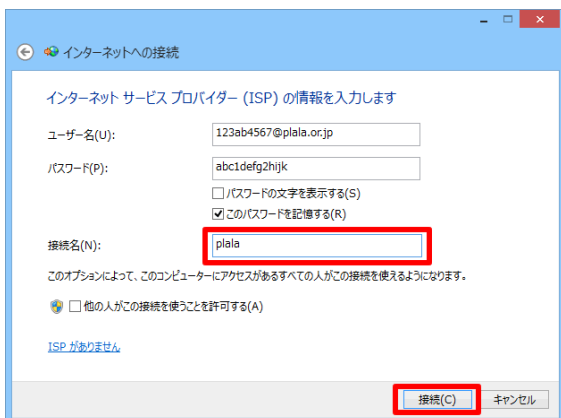 インターネットへの接続
インターネット サービス プロバイダー (ISP) の情報を入力します
ユーザー名(U): 123ab4567@plala.or.jp
パスワード(P): abc1defg2hijk
パスワードの文字を表示する(S)
このパスワードを記憶する(R)
接続名(N): plala
このオプションによって、このコンピューターにアクセスがあるすべての人がこの接続を使えるようになります。
他の人がこの接続を使うことを許可する(A)
ISP がありません
接続(C) キャンセル